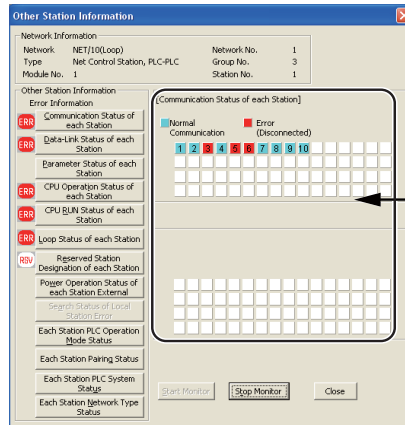 Other Station Information
Network Information
Network NET/10(Loop) Network No. 1
Type Net Control Station, PLC-PLC Group No. 3
Module No. 1 Station No. 1
Other Station Information
Error Information
ERR Communication Status of
each Station
ERR Data-Link Status of each
Station
Parameter Status of each
Station
ERR CPU Operation Status of
each Station
ERR CPU RUN Status of each
Station
ERR Loop Status of each Station
RSV Reserved Station
Designation of each Station
Power Operation Status of
each Station External
Search Status of Local
Station Error
Each Station PLC Operation
Mode Status
Each Station Pairing Status
Each Station PLC System
Status
Each Station Network Type
Status
[Communication Status of each Station]
Normal
Communication
Error
(Disconnected)
1 2 3 4 5 6 7 8 9 10
Start Monitor Stop Monitor Close